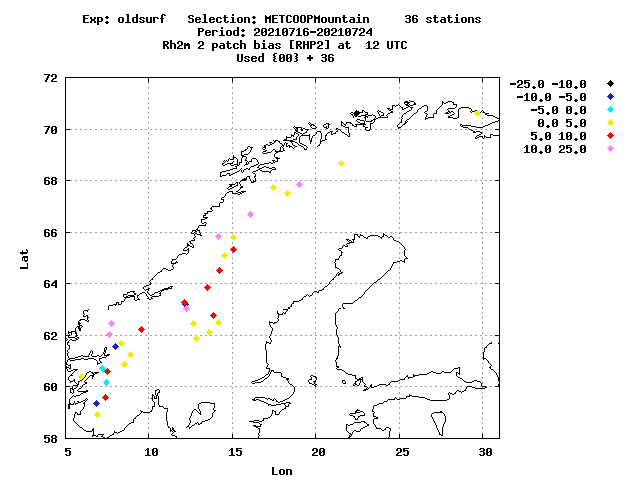 Exp: oldsurf   Selection: METCOOPMountain     36 stations
Period: 20210716-20210724
Rh2m 2 patch bias [RHP2] at  12 UTC
Used {00} + 36
-25.0 -10.0
-10.0 -5.0
-5.0 0.0
0.0 5.0
5.0 10.0
10.0 25.0
72
70
68
66
64
62
60
58
Lat
5 10 15 20 25 30
Lon